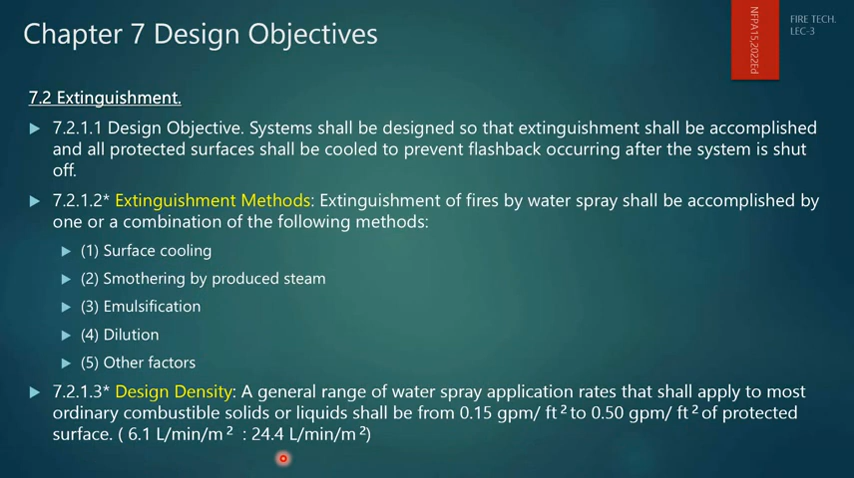 Chapter 7 Design Objectives
NFPA15,2022Ed
FIRE TECH.
LEC-3
7.2 Extinguishment.
7.2.1.1 Design Objective. Systems shall be designed so that extinguishment shall be accomplished
and all protected surfaces shall be cooled to prevent flashback occurring after the system is shut
off.
7.2.1.2* Extinguishment Methods: Extinguishment of fires by water spray shall be accomplished by
one or a combination of the following methods:
(1) Surface cooling
(2) Smothering by produced steam
(3) Emulsification
(4) Dilution
(5) Other factors
7.2.1.3* Design Density: A general range of water spray application rates that shall apply to most
ordinary combustible solids or liquids shall be from 0.15 gpm/ ft² to 0.50 gpm/ ft² of protected
surface. ( 6.1 L/min/m² : 24.4 L/min/m²)